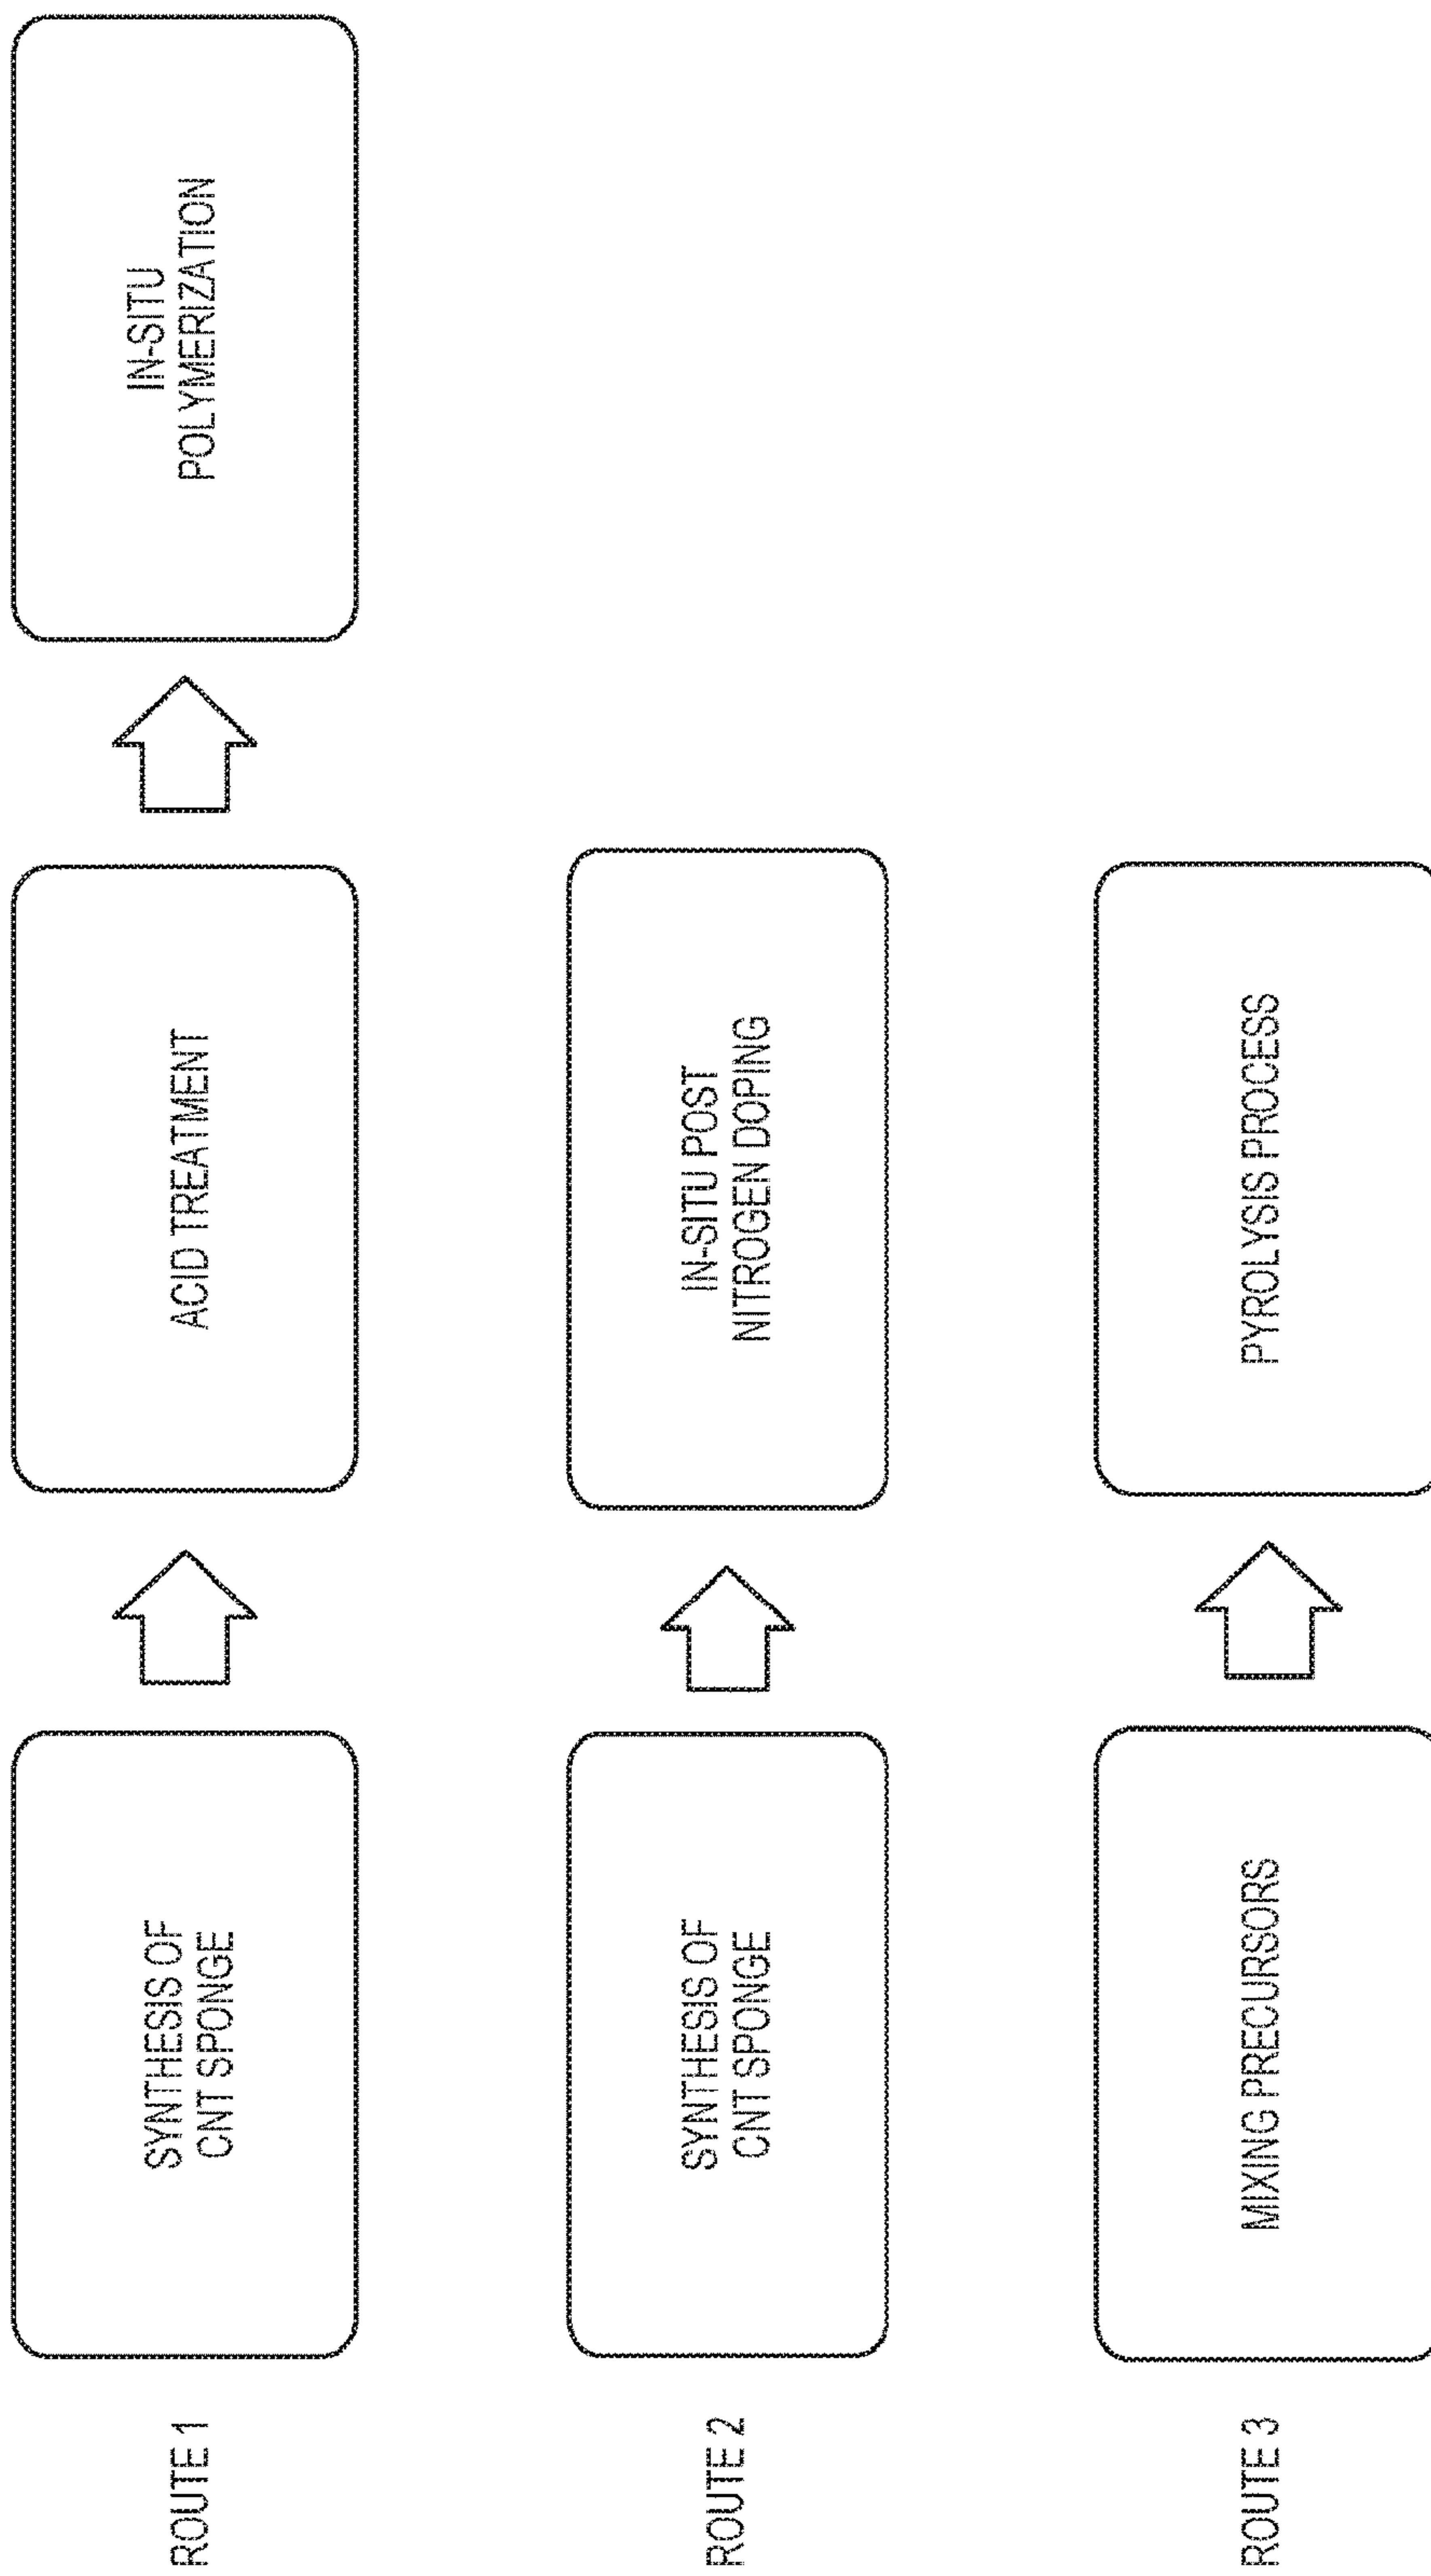 ROUTE 1
SYNTHESIS OF
CNT SPONGE
ACID TREATMENT
IN-SITU
POLYMERIZATION
ROUTE 2
SYNTHESIS OF
CNT SPONGE
IN-SITU POST
NITROGEN DOPING
ROUTE 3
MIXING PRECURSORS
PYROLYSIS PROCESS